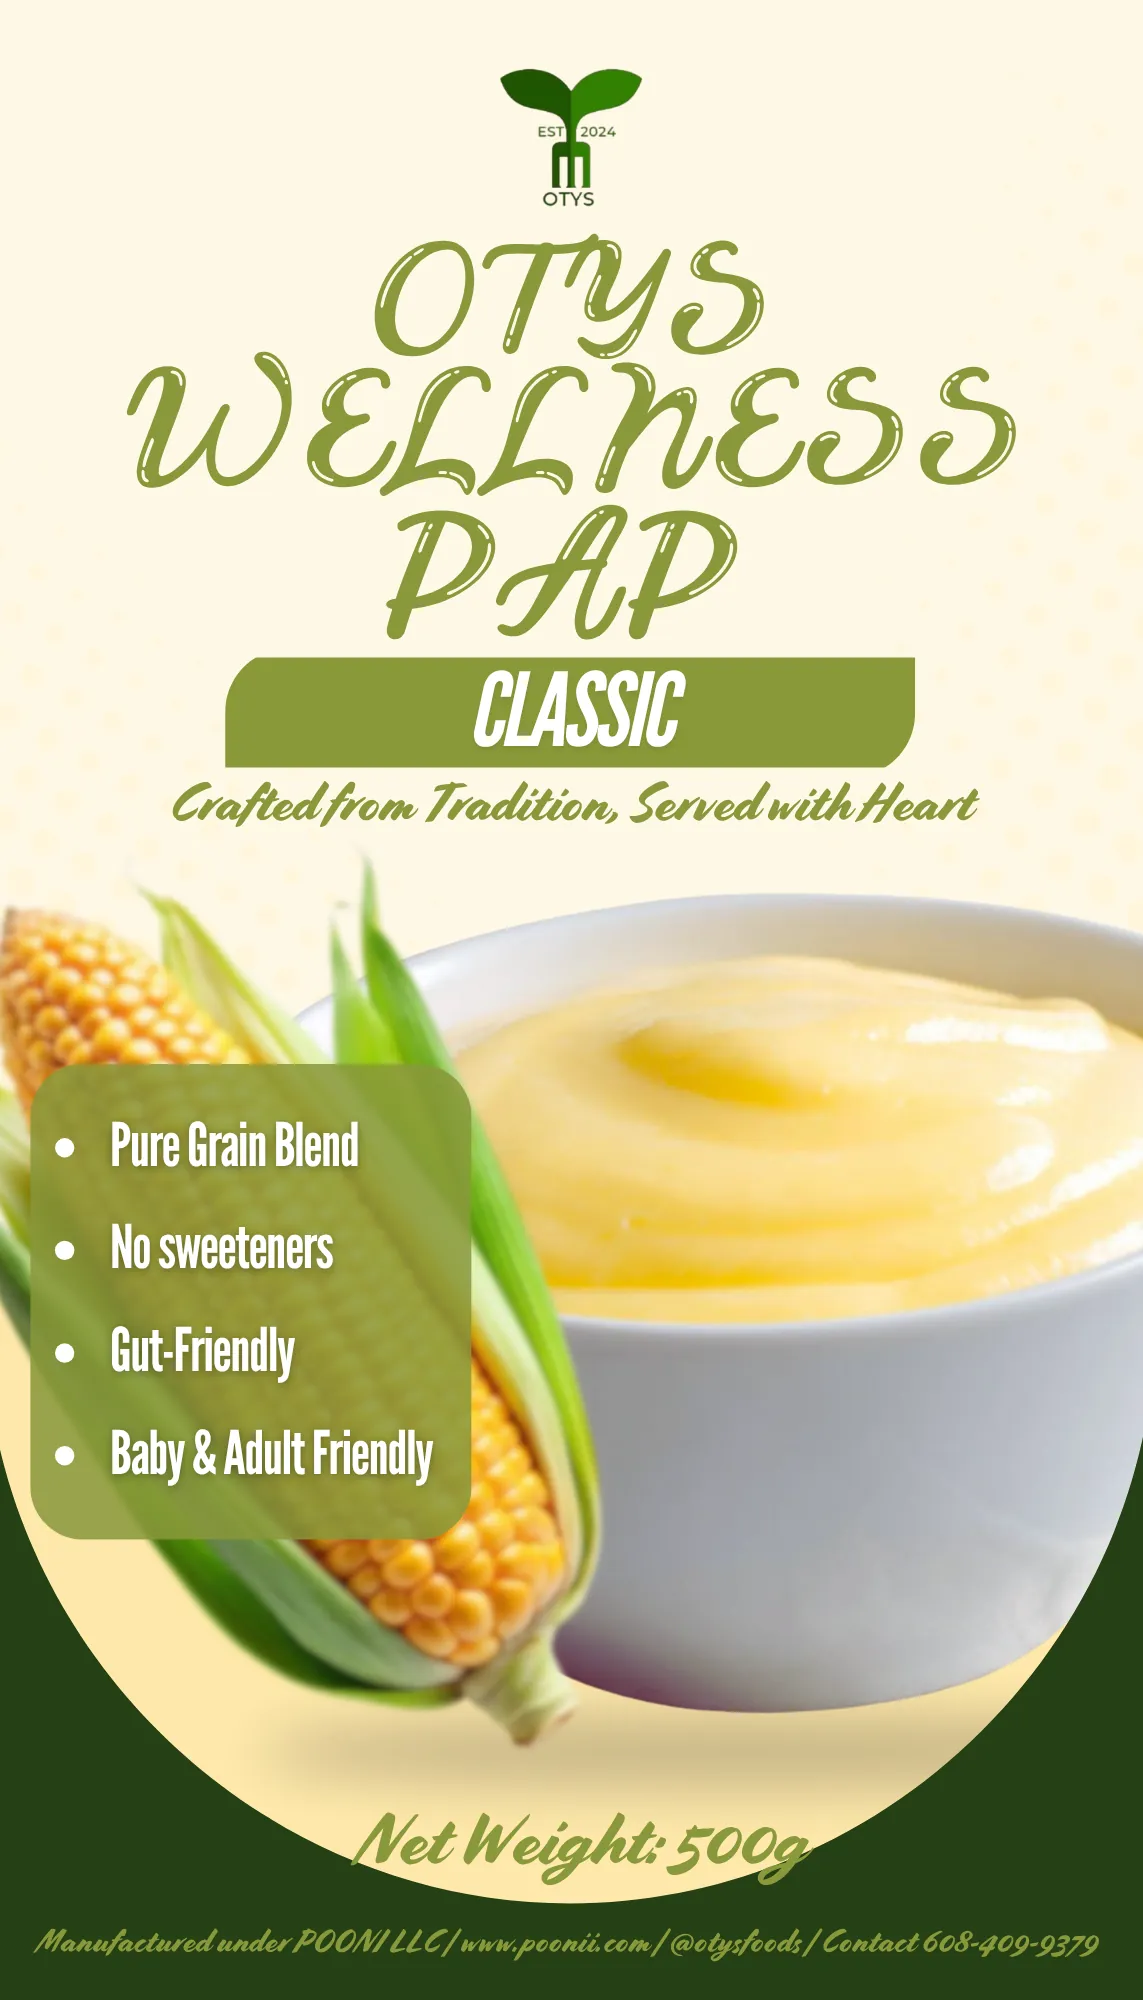 EST 2024
OTYS
OTYS
WELLNESS
PAP
CLASSIC
Crafted from Tradition, Served with Heart
• Pure Grain Blend
• No sweeteners
• Gut-Friendly
• Baby & Adult Friendly
Net Weight: 500g
Manufactured under POONI LLC / www.poonii.com / @otysfoods / Contact 608-409-9379